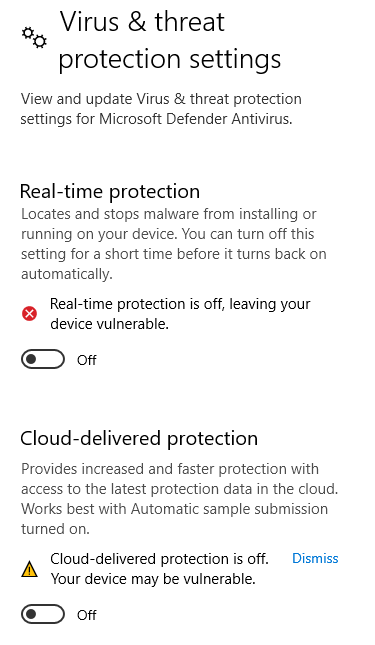 Virus & threat
protection settings
View and update Virus & threat protection
settings for Microsoft Defender Antivirus.
Real-time protection
Locates and stops malware from installing or
running on your device. You can turn off this
setting for a short time before it turns back on
automatically.
Real-time protection is off, leaving your
device vulnerable.
Off
Cloud-delivered protection
Provides increased and faster protection with
access to the latest protection data in the cloud.
Works best with Automatic sample submission
turned on.
Cloud-delivered protection is off. Dismiss
Your device may be vulnerable.
Off